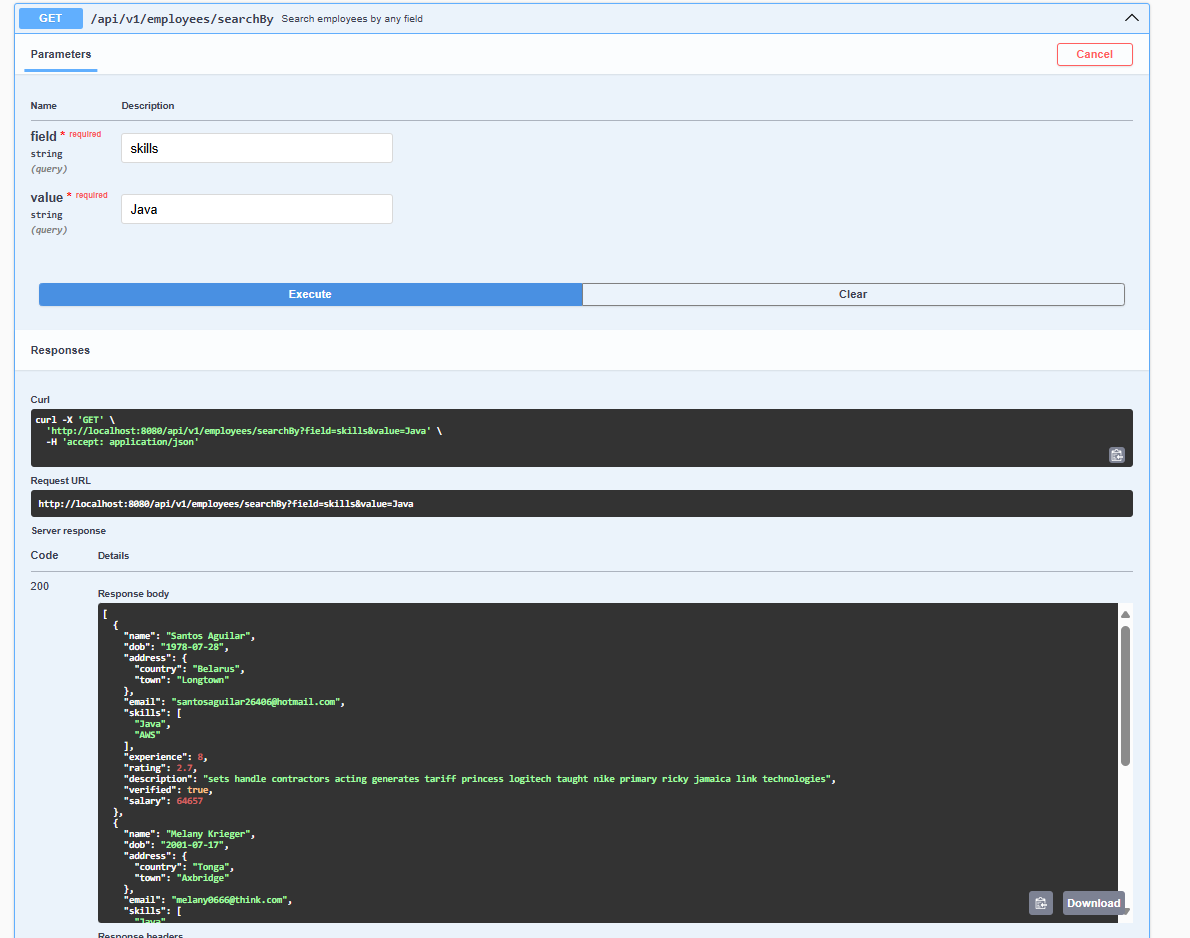 GET /api/v1/employees/searchBy Search employees by any field
Parameters Cancel
Name Description
field * required
string
(query)
skills
value * required
string
(query)
Java
Execute Clear
Responses
Curl
curl -X 'GET' \
  'http://localhost:8080/api/v1/employees/searchBy?field=skills&value=Java' \
  -H 'accept: application/json'
Request URL
http://localhost:8080/api/v1/employees/searchBy?field=skills&value=Java
Server response
Code Details
200
Response body
[
  {
    "name": "Santos Aguilar",
    "dob": "1978-07-28",
    "address": {
      "country": "Belarus",
      "town": "Longtown"
    },
    "email": "santosaguilar26406@hotmail.com",
    "skills": [
      "Java",
      "AWS"
    ],
    "experience": 8,
    "rating": 2.7,
    "description": "sets handle contractors acting generates tariff princess logitech taught nike primary ricky jamaica link technologies",
    "verified": true,
    "salary": 64657
  },
  {
    "name": "Melany Krieger",
    "dob": "2001-07-17",
    "address": {
      "country": "Tonga",
      "town": "Axbridge"
    },
    "email": "melany0666@think.com",
    "skills": [
      "Java"
Download
Response headers